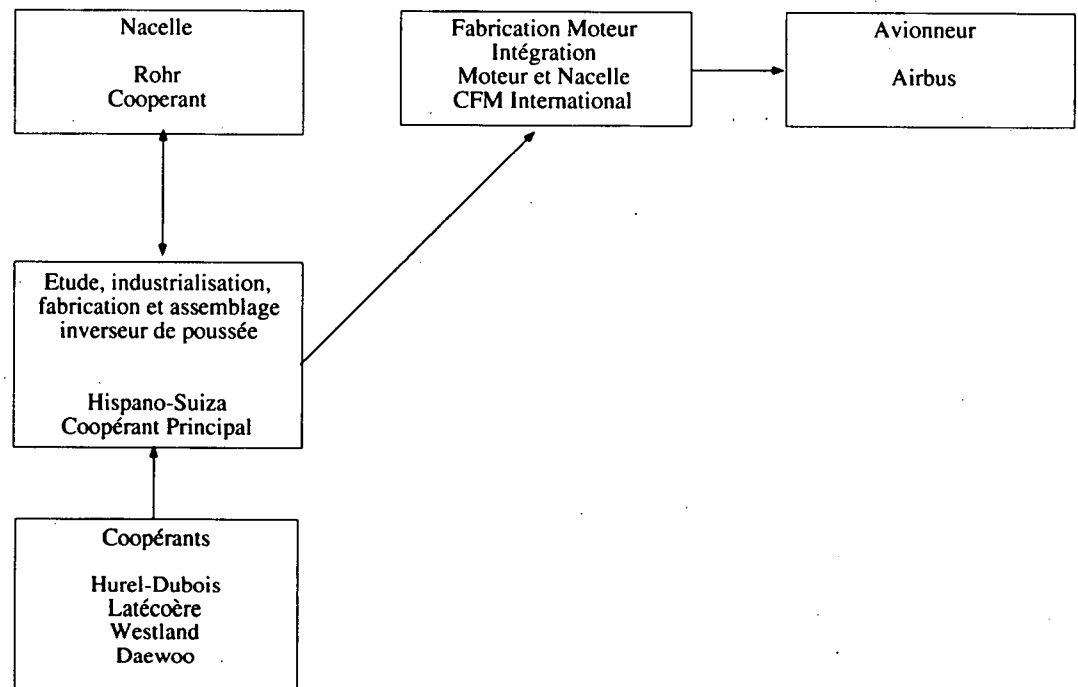 Nacelle
Rohr
Cooperant
Fabrication Moteur
Intégration
Moteur et Nacelle
CFM International
Avionneur
Airbus
Etude, industrialisation,
fabrication et assemblage
inverseur de poussée
Hispano-Suiza
Coopérant Principal
Coopérants
Hurel-Dubois
Latécoère
Westland
Daewoo